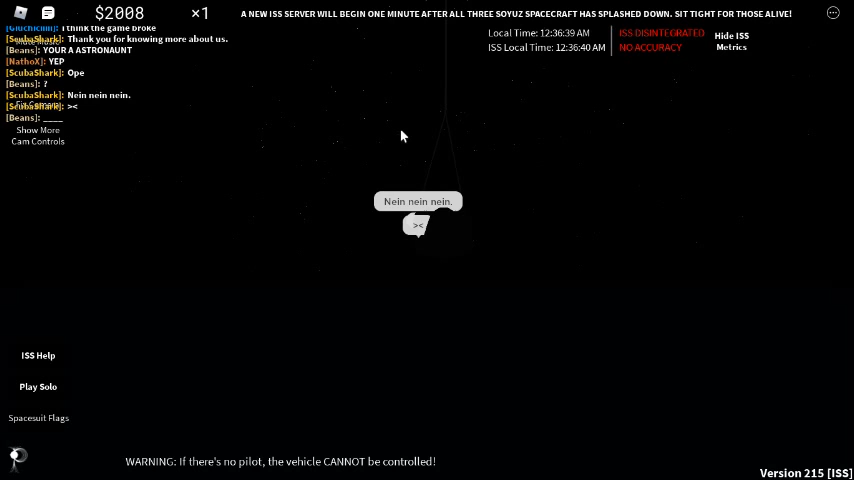 $2008 ×1 A NEW ISS SERVER WILL BEGIN ONE MINUTE AFTER ALL THREE SOYUZ SPACECRAFT HAS SPLASHED DOWN. SIT TIGHT FOR THOSE ALIVE!
I think the game broke
[ScubaShark]: Thank you for knowing more about us.
[Beans]: YOUR A ASTRONAUNT
[NathoX]: YEP
[ScubaShark]: Ope
[Beans]: ?
[ScubaShark]: Nein nein nein.
[ScubaShark]: ><
[Beans]: ____
Show More
Cam Controls
Local Time: 12:36:39 AM
ISS Local Time: 12:36:40 AM
ISS DISINTEGRATED
NO ACCURACY
Hide ISS
Metrics
Nein nein nein.
><
ISS Help
Play Solo
Spacesuit Flags
WARNING: If there's no pilot, the vehicle CANNOT be controlled!
Version 215 [ISS]